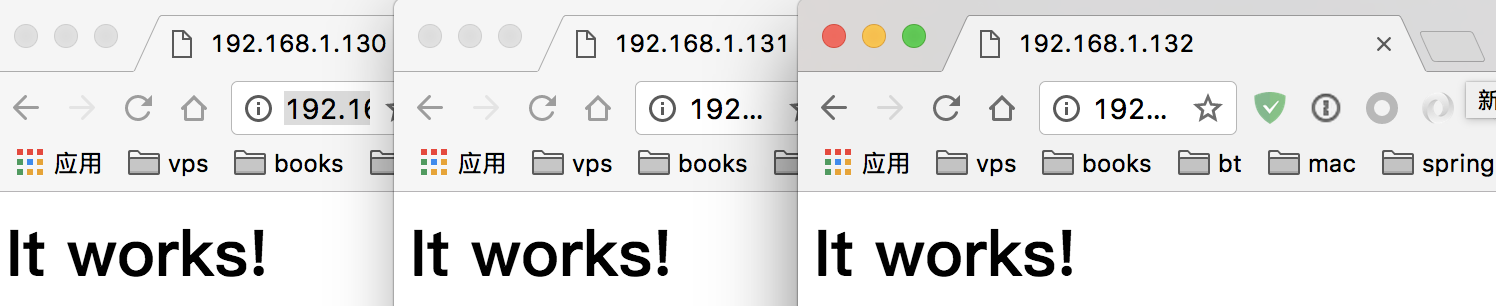 192.168.1.130
192.16
应用 vps books
It works!
192.168.1.131
192...
应用 vps books
It works!
192.168.1.132
192...
新
应用 vps books bt mac spring
It works!